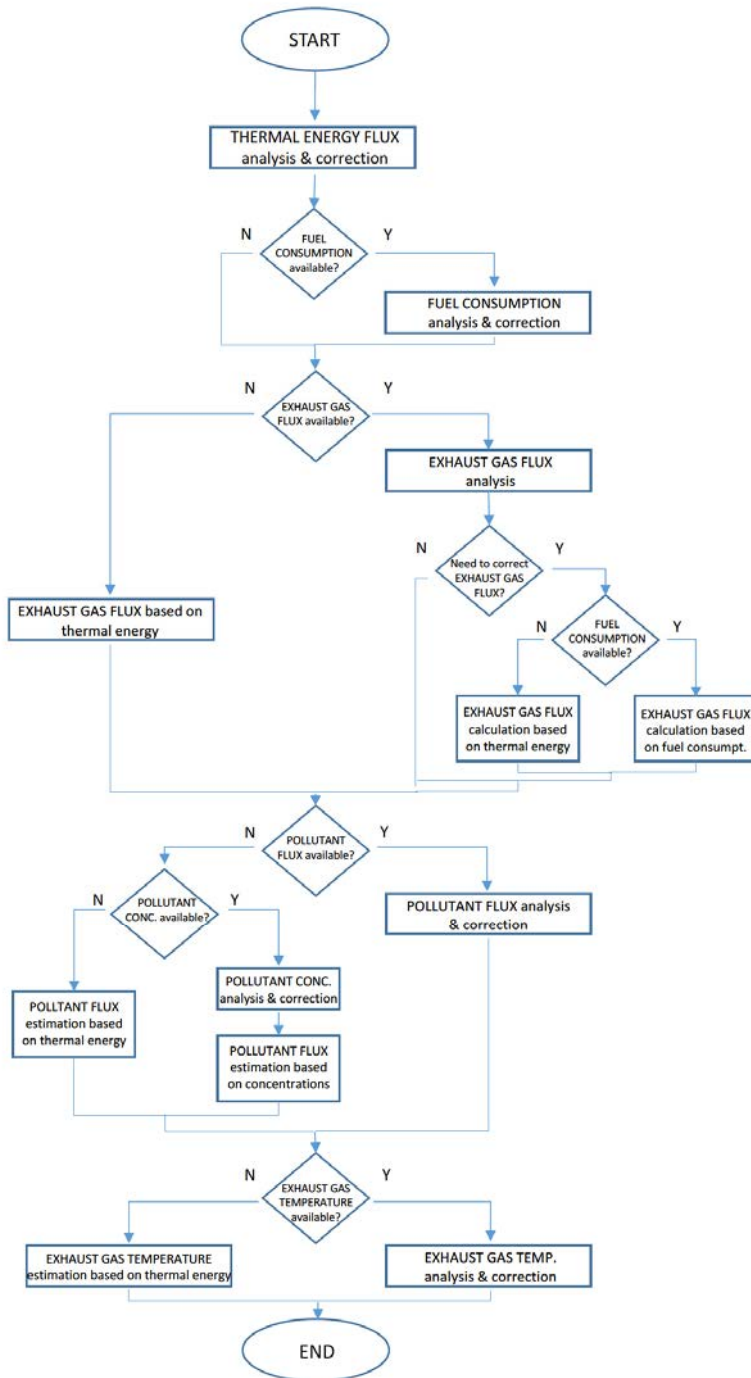 START
THERMAL ENERGY FLUX
analysis & correction
N
Y
FUEL
CONSUMPTION
available?
FUEL CONSUMPTION
analysis & correction
N
Y
EXHAUST GAS
FLUX available?
EXHAUST GAS FLUX
analysis
N
Y
Need to correct
EXHAUST GAS
FLUX?
EXHAUST GAS FLUX based on
thermal energy
N
Y
FUEL
CONSUMPTION
available?
EXHAUST GAS FLUX
calculation based
on thermal energy
EXHAUST GAS FLUX
calculation based
on fuel consumpt.
N
Y
POLLUTANT
FLUX available?
N
Y
POLLUTANT
CONC. available?
POLLUTANT FLUX analysis
& correction
POLLUTANT CONC.
analysis & correction
POLLTANT FLUX
estimation based
on thermal energy
POLLUTANT FLUX
estimation based
on concentrations
N
Y
EXHAUST GAS
TEMPERATURE
available?
EXHAUST GAS TEMPERATURE
estimation based on thermal energy
EXHAUST GAS TEMP.
analysis & correction
END